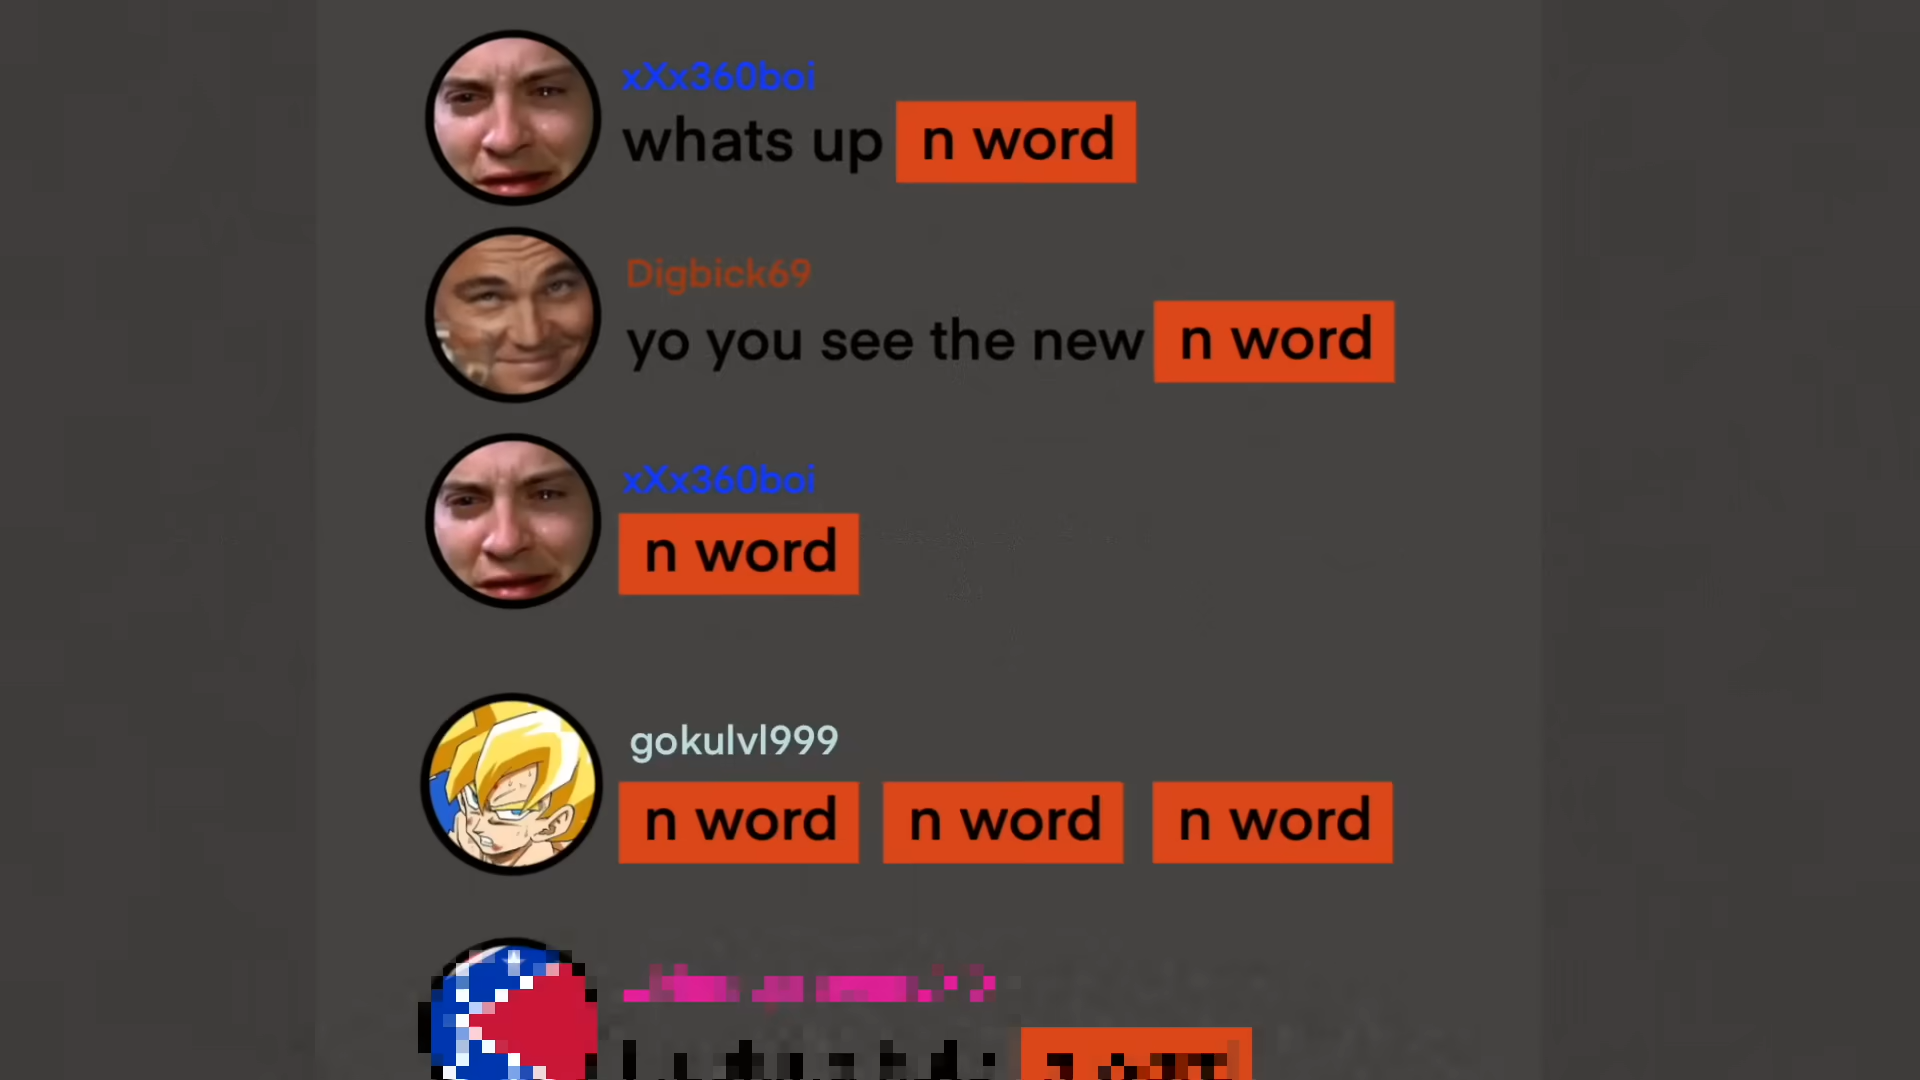 xXx360boi
whats up n word
Digbick69
yo you see the new n word
xXx360boi
n word
gokulvl999
n word n word n word